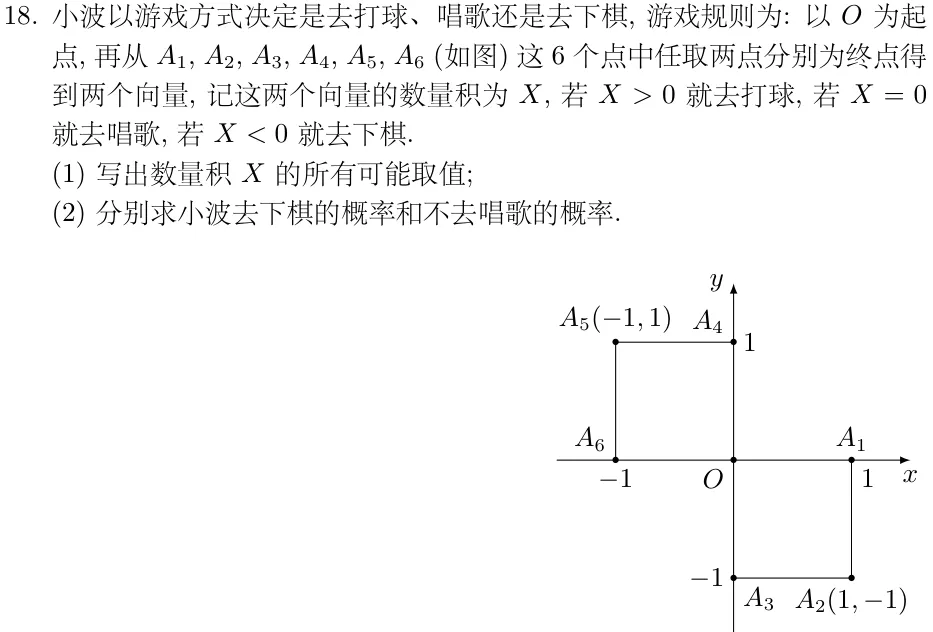 18. 小波以游戏方式决定是去打球、唱歌还是去下棋, 游戏规则为: 以 O 为起
点, 再从 A₁, A₂, A₃, A₄, A₅, A₆ (如图) 这 6 个点中任取两点分别为终点得
到两个向量, 记这两个向量的数量积为 X, 若 X > 0 就去打球, 若 X = 0
就去唱歌, 若 X < 0 就去下棋.
(1) 写出数量积 X 的所有可能取值;
(2) 分别求小波去下棋的概率和不去唱歌的概率.
y
A₅(−1, 1) A₄
1
A₆ A₁
−1 O 1 x
−1
A₃ A₂(1, −1)